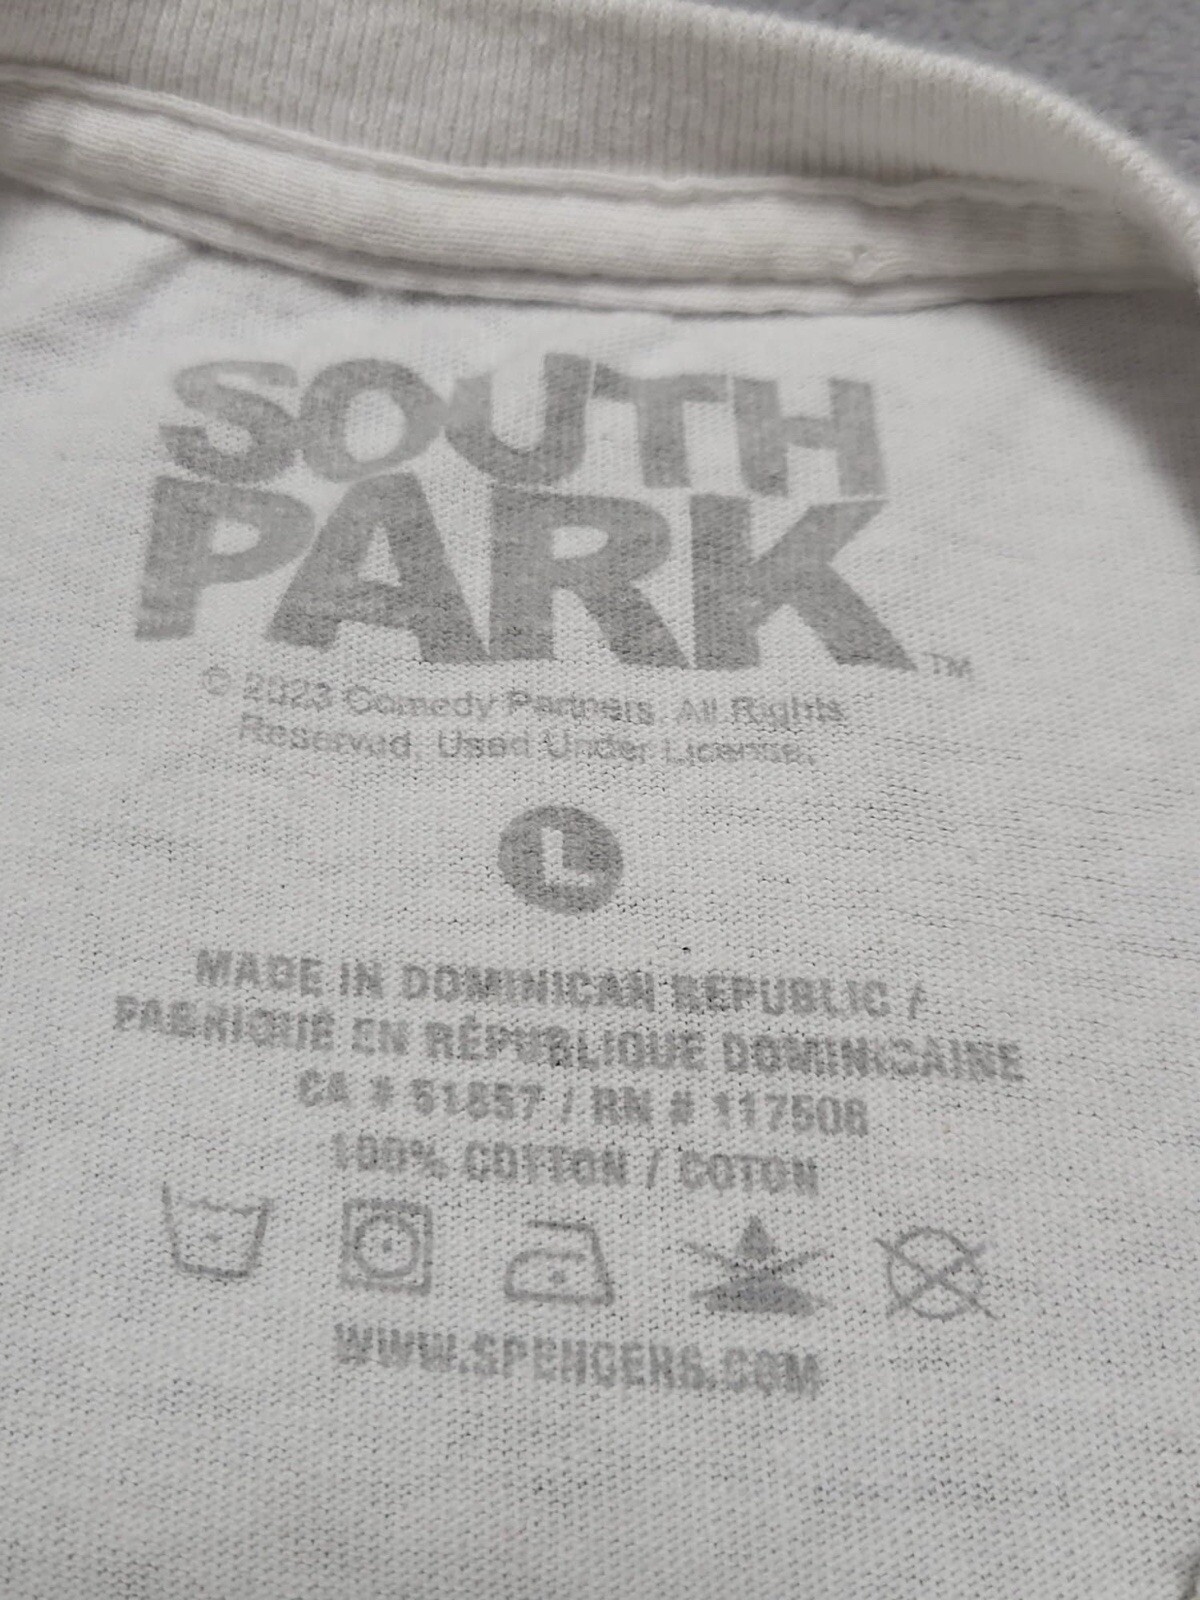 SOUTH
PARK™
© 2023 Comedy Partners. All Rights
Reserved. Used Under License.
L
MADE IN DOMINICAN REPUBLIC /
FABRIQUÉ EN RÉPUBLIQUE DOMINICAINE
CA # 51857 / RN # 117506
100% COTTON / COTON
WWW.SPENCERS.COM